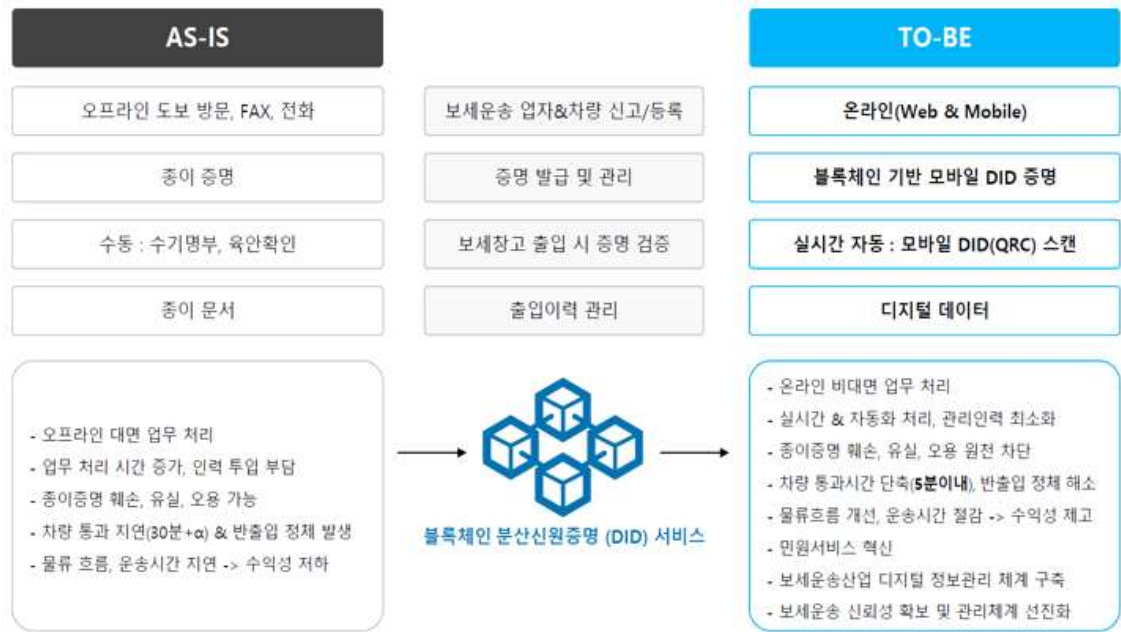 AS-IS
TO-BE
오프라인 도보 방문, FAX, 전화
보세운송 업자&차량 신고/등록
온라인(Web & Mobile)
종이 증명
증명 발급 및 관리
블록체인 기반 모바일 DID 증명
수동 : 수기명부, 육안확인
보세창고 출입 시 증명 검증
실시간 자동 : 모바일 DID(QRC) 스캔
종이 문서
출입이력 관리
디지털 데이터
- 오프라인 대면 업무 처리
- 업무 처리 시간 증가, 인력 투입 부담
- 종이증명 훼손, 유실, 오용 가능
- 차량 통과 지연(30분+α) & 반출입 정체 발생
- 물류 흐름, 운송시간 지연 -> 수익성 저하
블록체인 분산신원증명 (DID) 서비스
- 온라인 비대면 업무 처리
- 실시간 & 자동화 처리, 관리인력 최소화
- 종이증명 훼손, 유실, 오용 원천 차단
- 차량 통과시간 단축(5분이내), 반출입 정체 해소
- 물류흐름 개선, 운송시간 절감 -> 수익성 제고
- 민원서비스 혁신
- 보세운송산업 디지털 정보관리 체계 구축
- 보세운송 신뢰성 확보 및 관리체계 선진화